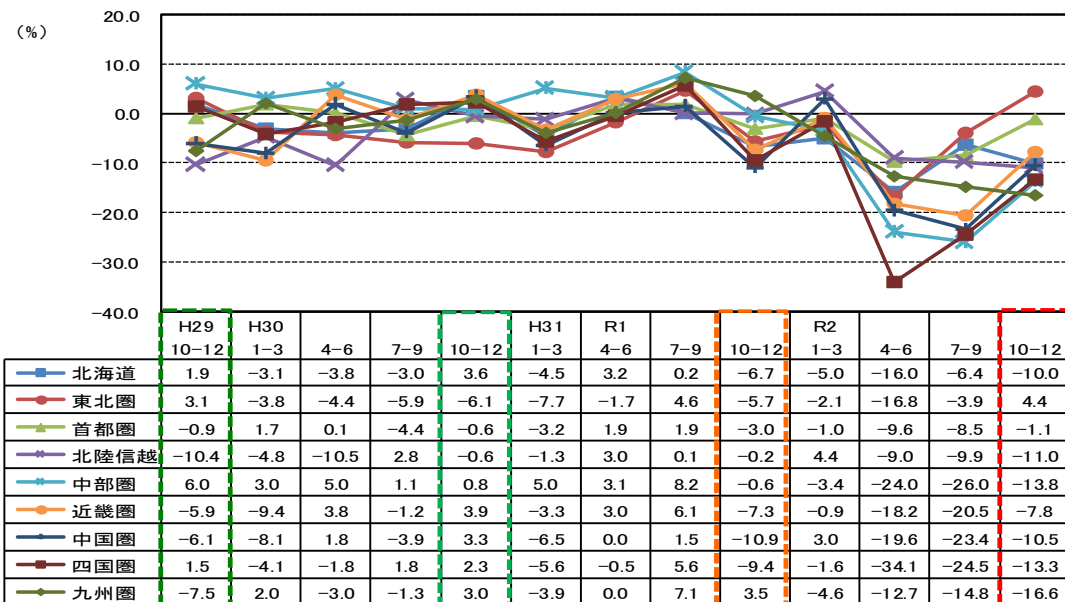 20.0
（%）
10.0
0.0
−10.0
−20.0
−30.0
−40.0
H29 H30 H31 R1 R2
10−12 1−3 4−6 7−9 10−12 1−3 4−6 7−9 10−12 1−3 4−6 7−9 10−12
北海道 1.9 −3.1 −3.8 −3.0 3.6 −4.5 3.2 0.2 −6.7 −5.0 −16.0 −6.4 −10.0
東北圏 3.1 −3.8 −4.4 −5.9 −6.1 −7.7 −1.7 4.6 −5.7 −2.1 −16.8 −3.9 4.4
首都圏 −0.9 1.7 0.1 −4.4 −0.6 −3.2 1.9 1.9 −3.0 −1.0 −9.6 −8.5 −1.1
北陸信越 −10.4 −4.8 −10.5 2.8 −0.6 −1.3 3.0 0.1 −0.2 4.4 −9.0 −9.9 −11.0
中部圏 6.0 3.0 5.0 1.1 0.8 5.0 3.1 8.2 −0.6 −3.4 −24.0 −26.0 −13.8
近畿圏 −5.9 −9.4 3.8 −1.2 3.9 −3.3 3.0 6.1 −7.3 −0.9 −18.2 −20.5 −7.8
中国圏 −6.1 −8.1 1.8 −3.9 3.3 −6.5 0.0 1.5 −10.9 3.0 −19.6 −23.4 −10.5
四国圏 1.5 −4.1 −1.8 1.8 2.3 −5.6 −0.5 5.6 −9.4 −1.6 −34.1 −24.5 −13.3
九州圏 −7.5 2.0 −3.0 −1.3 3.0 −3.9 0.0 7.1 3.5 −4.6 −12.7 −14.8 −16.6